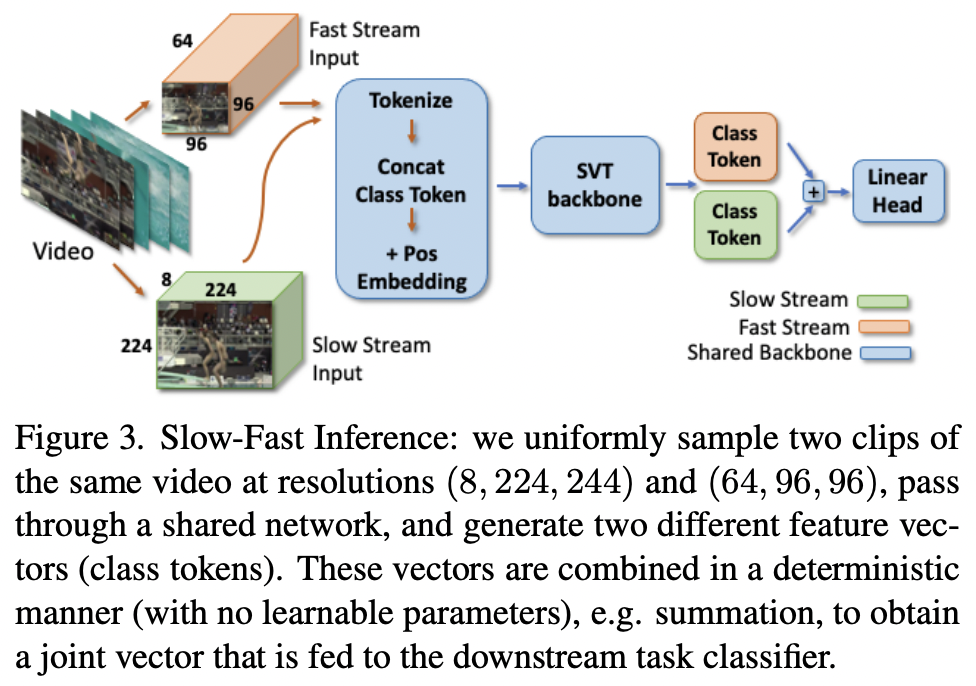 64
Fast Stream
Input
96
96
Video
Tokenize
Concat
Class Token
+ Pos
Embedding
SVT
backbone
Class
Token
Class
Token
+
Linear
Head
8
224
224
Slow Stream
Input
Slow Stream
Fast Stream
Shared Backbone
Figure 3. Slow-Fast Inference: we uniformly sample two clips of
the same video at resolutions (8, 224, 244) and (64, 96, 96), pass
through a shared network, and generate two different feature vec-
tors (class tokens). These vectors are combined in a deterministic
manner (with no learnable parameters), e.g. summation, to obtain
a joint vector that is fed to the downstream task classifier.